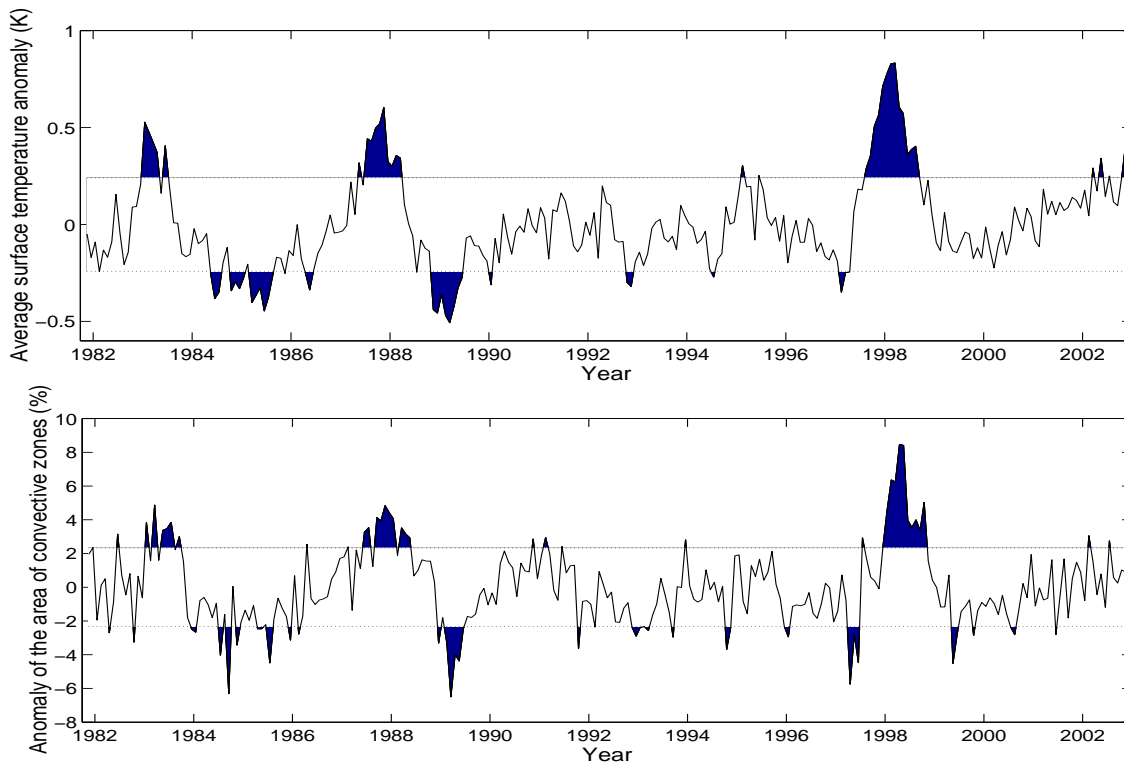 Average surface temperature anomaly (K)
1
0.5
0
−0.5
1982 1984 1986 1988 1990 1992 1994 1996 1998 2000 2002
Year
Anomaly of the area of convective zones (%)
10
8
6
4
2
0
−2
−4
−6
−8
1982 1984 1986 1988 1990 1992 1994 1996 1998 2000 2002
Year